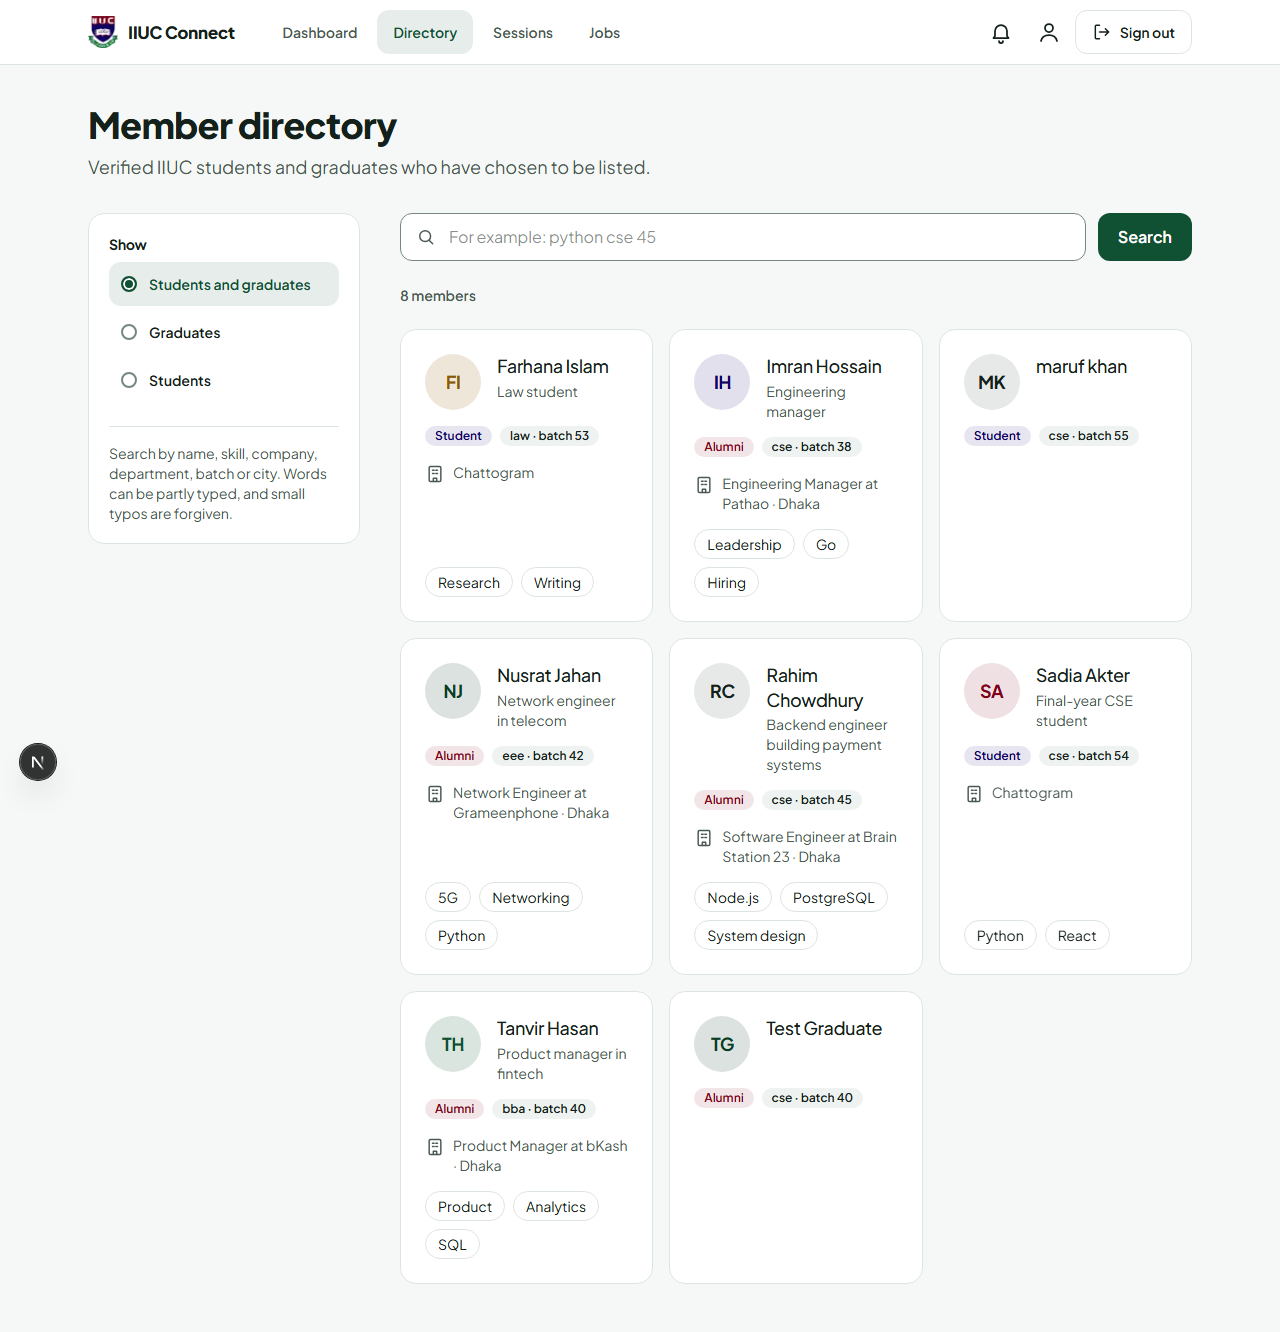 IIUC
IIUC Connect
Dashboard
Directory
Sessions
Jobs
Sign out
Member directory
Verified IIUC students and graduates who have chosen to be listed.
Show
Students and graduates
Graduates
Students
Search by name, skill, company,
department, batch or city. Words
can be partly typed, and small
typos are forgiven.
For example: python cse 45
Search
8 members
FI
Farhana Islam
Law student
Student
law · batch 53
Chattogram
Research
Writing
IH
Imran Hossain
Engineering
manager
Alumni
cse · batch 38
Engineering Manager at
Pathao · Dhaka
Leadership
Go
Hiring
MK
maruf khan
Student
cse · batch 55
NJ
Nusrat Jahan
Network engineer
in telecom
Alumni
eee · batch 42
Network Engineer at
Grameenphone · Dhaka
5G
Networking
Python
RC
Rahim
Chowdhury
Backend engineer
building payment
systems
Alumni
cse · batch 45
Software Engineer at Brain
Station 23 · Dhaka
Node.js
PostgreSQL
System design
SA
Sadia Akter
Final-year CSE
student
Student
cse · batch 54
Chattogram
Python
React
N
TH
Tanvir Hasan
Product manager in
fintech
Alumni
bba · batch 40
Product Manager at bKash
· Dhaka
Product
Analytics
SQL
TG
Test Graduate
Alumni
cse · batch 40